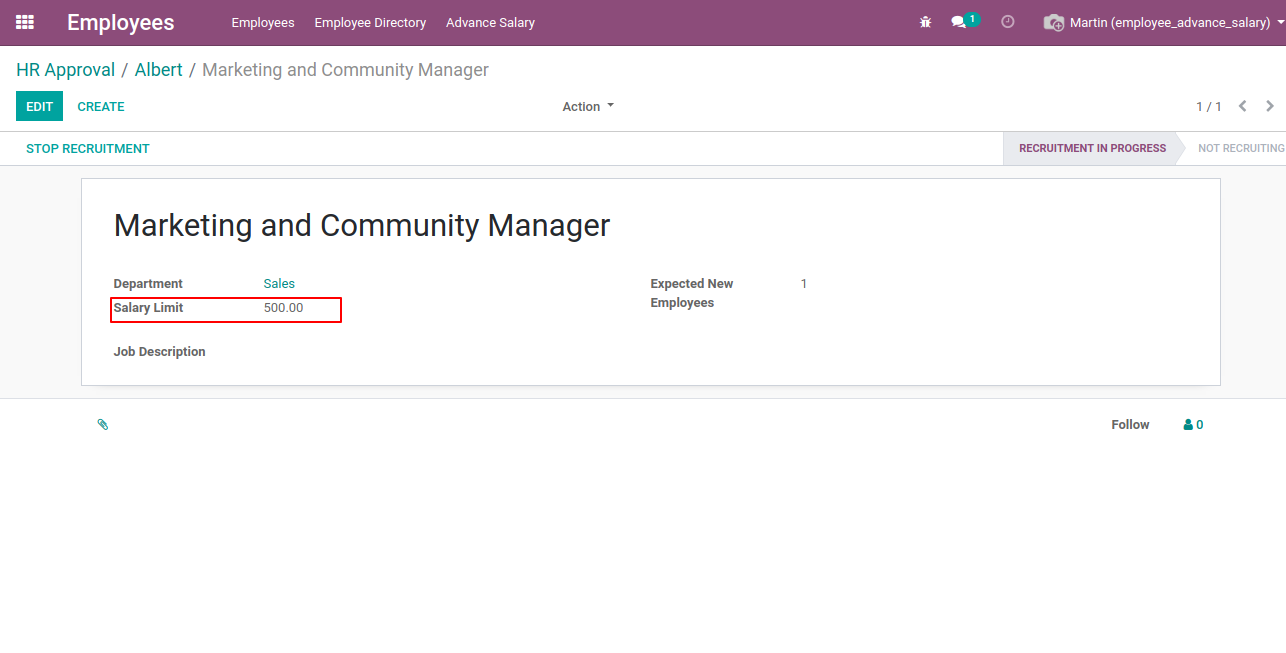 Employees Employees Employee Directory Advance Salary 1 Martin (employee_advance_salary)
HR Approval / Albert / Marketing and Community Manager
EDIT CREATE Action 1 / 1
STOP RECRUITMENT RECRUITMENT IN PROGRESS NOT RECRUITING
Marketing and Community Manager
Department Sales Expected New Employees 1
Salary Limit 500.00
Job Description
Follow 0